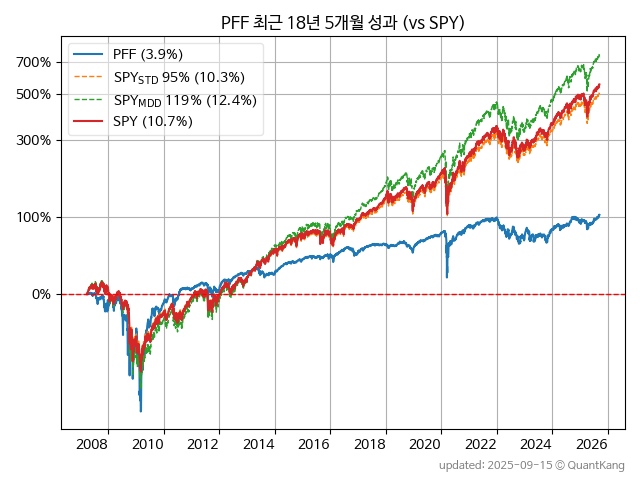 PFF 최근 18년 5개월 성과 (vs SPY)
PFF (3.9%)
SPY_STD 95% (10.3%)
SPY_MDD 119% (12.4%)
SPY (10.7%)
700%
500%
300%
100%
0%
2008 2010 2012 2014 2016 2018 2020 2022 2024 2026
updated: 2025-09-15 © QuantKang